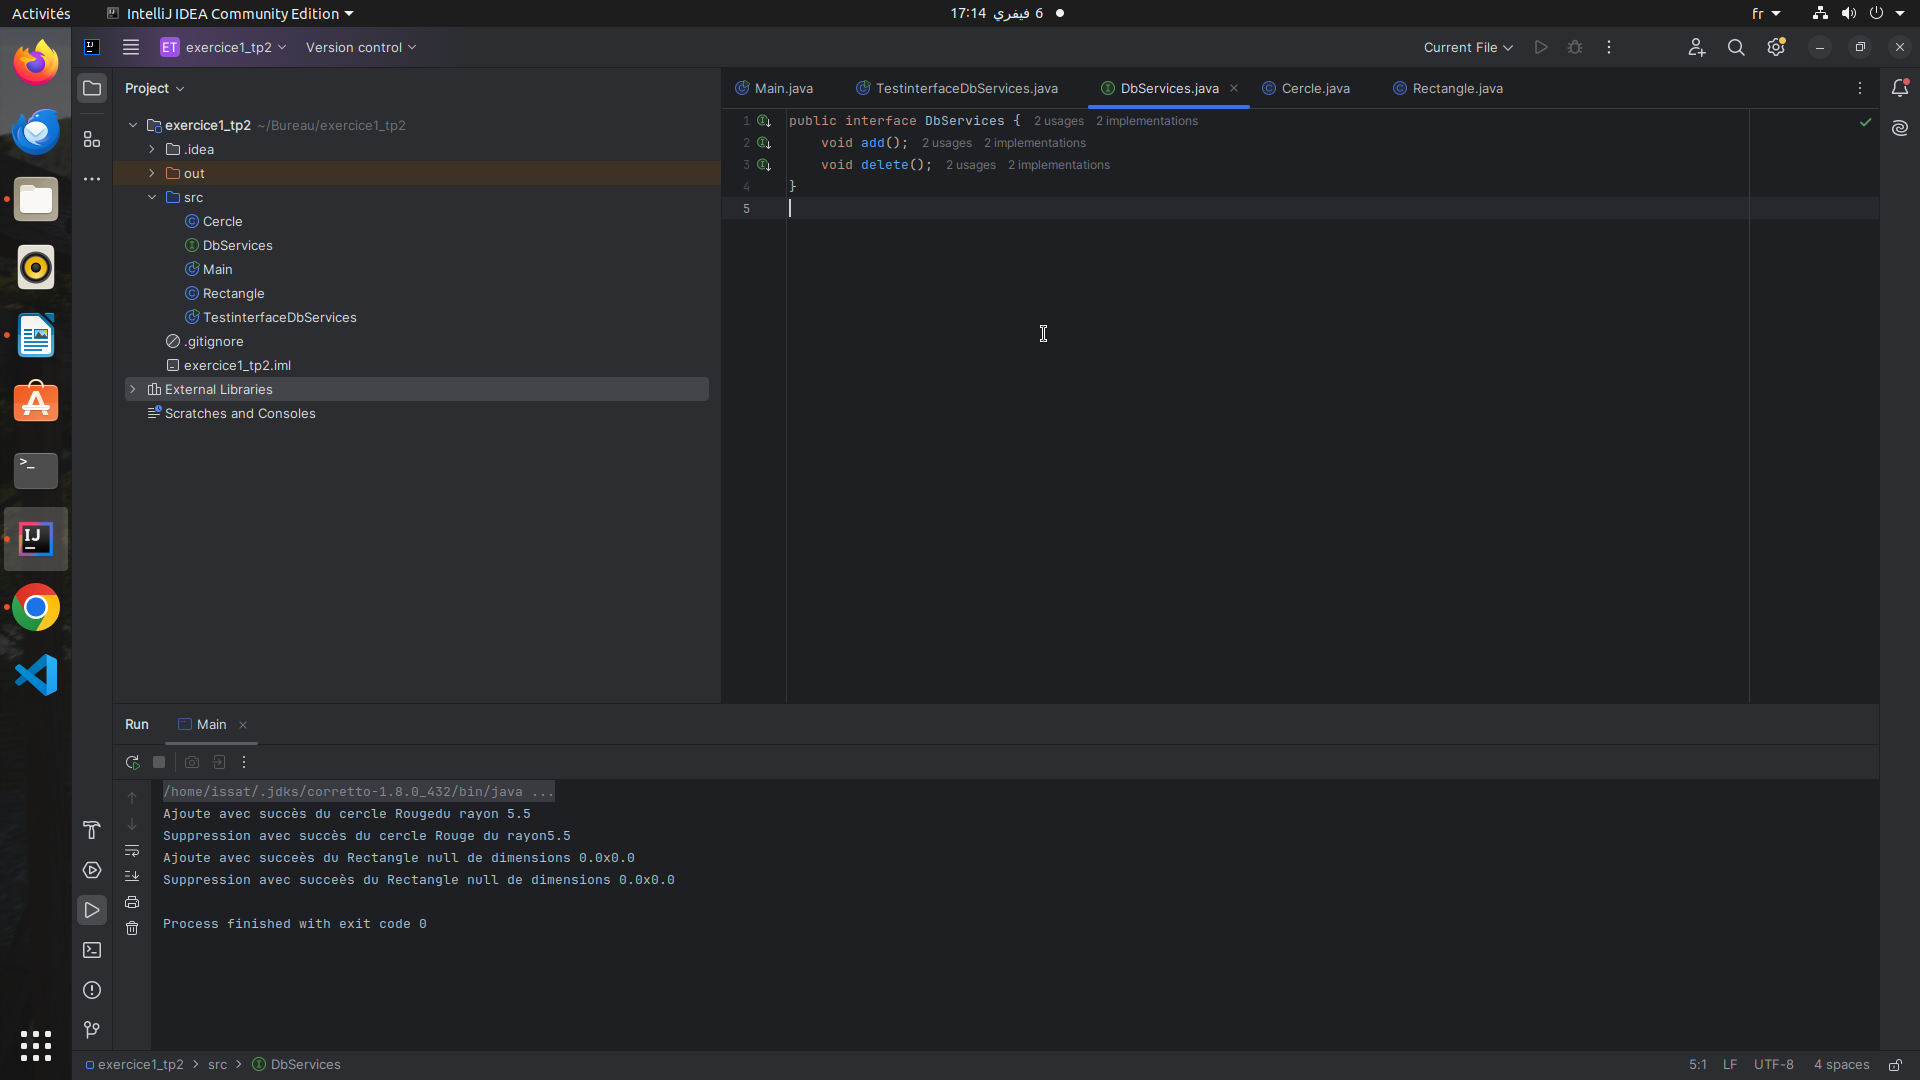 Activités
IntelliJ IDEA Community Edition
6 فيفري 17:14
fr
ET exercice1_tp2
Version control
Current File
Project
Main.java
TestinterfaceDbServices.java
DbServices.java
Cercle.java
Rectangle.java
exercice1_tp2 ~/Bureau/exercice1_tp2
.idea
out
src
Cercle
DbServices
Main
Rectangle
TestinterfaceDbServices
.gitignore
exercice1_tp2.iml
External Libraries
Scratches and Consoles
1 public interface DbServices { 2 usages 2 implementations
2 void add(); 2 usages 2 implementations
3 void delete(); 2 usages 2 implementations
4 }
5
Run
Main
/home/issat/.jdks/corretto-1.8.0_432/bin/java ...
Ajoute avec succès du cercle Rougedu rayon 5.5
Suppression avec succès du cercle Rouge du rayon5.5
Ajoute avec succeès du Rectangle null de dimensions 0.0x0.0
Suppression avec succeès du Rectangle null de dimensions 0.0x0.0
Process finished with exit code 0
exercice1_tp2 > src > DbServices
5:1 LF UTF-8 4 spaces